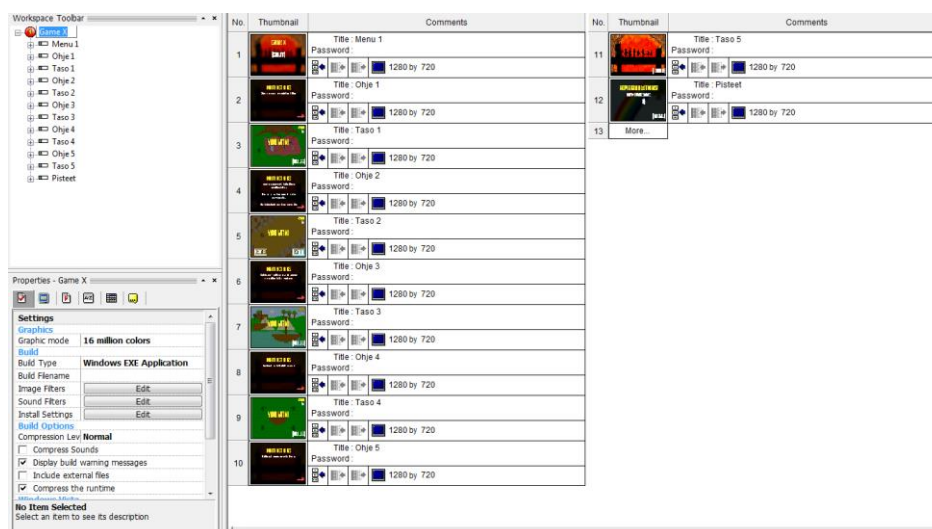 Workspace Toolbar
Game X
Menu 1
Ohje 1
Taso 1
Ohje 2
Taso 2
Ohje 3
Taso 3
Ohje 4
Taso 4
Ohje 5
Taso 5
Pisteet
Properties - Game X
Settings
Graphics
Graphic mode 16 million colors
Build
Build Type Windows EXE Application
Build Filename
Image Filters Edit
Sound Filters Edit
Install Settings Edit
Build Options
Compression Lev Normal
Compress Sounds
Display build warning messages
Include external files
Compress the runtime
No Item Selected
Select an item to see its description
No. Thumbnail Comments
1 Title : Menu 1
Password :
1280 by 720
2 Title : Ohje 1
Password :
1280 by 720
3 Title : Taso 1
Password :
1280 by 720
4 Title : Ohje 2
Password :
1280 by 720
5 Title : Taso 2
Password :
1280 by 720
6 Title : Ohje 3
Password :
1280 by 720
7 Title : Taso 3
Password :
1280 by 720
8 Title : Ohje 4
Password :
1280 by 720
9 Title : Taso 4
Password :
1280 by 720
10 Title : Ohje 5
Password :
1280 by 720
No. Thumbnail Comments
11 Title : Taso 5
Password :
1280 by 720
12 Title : Pisteet
Password :
1280 by 720
13 More...